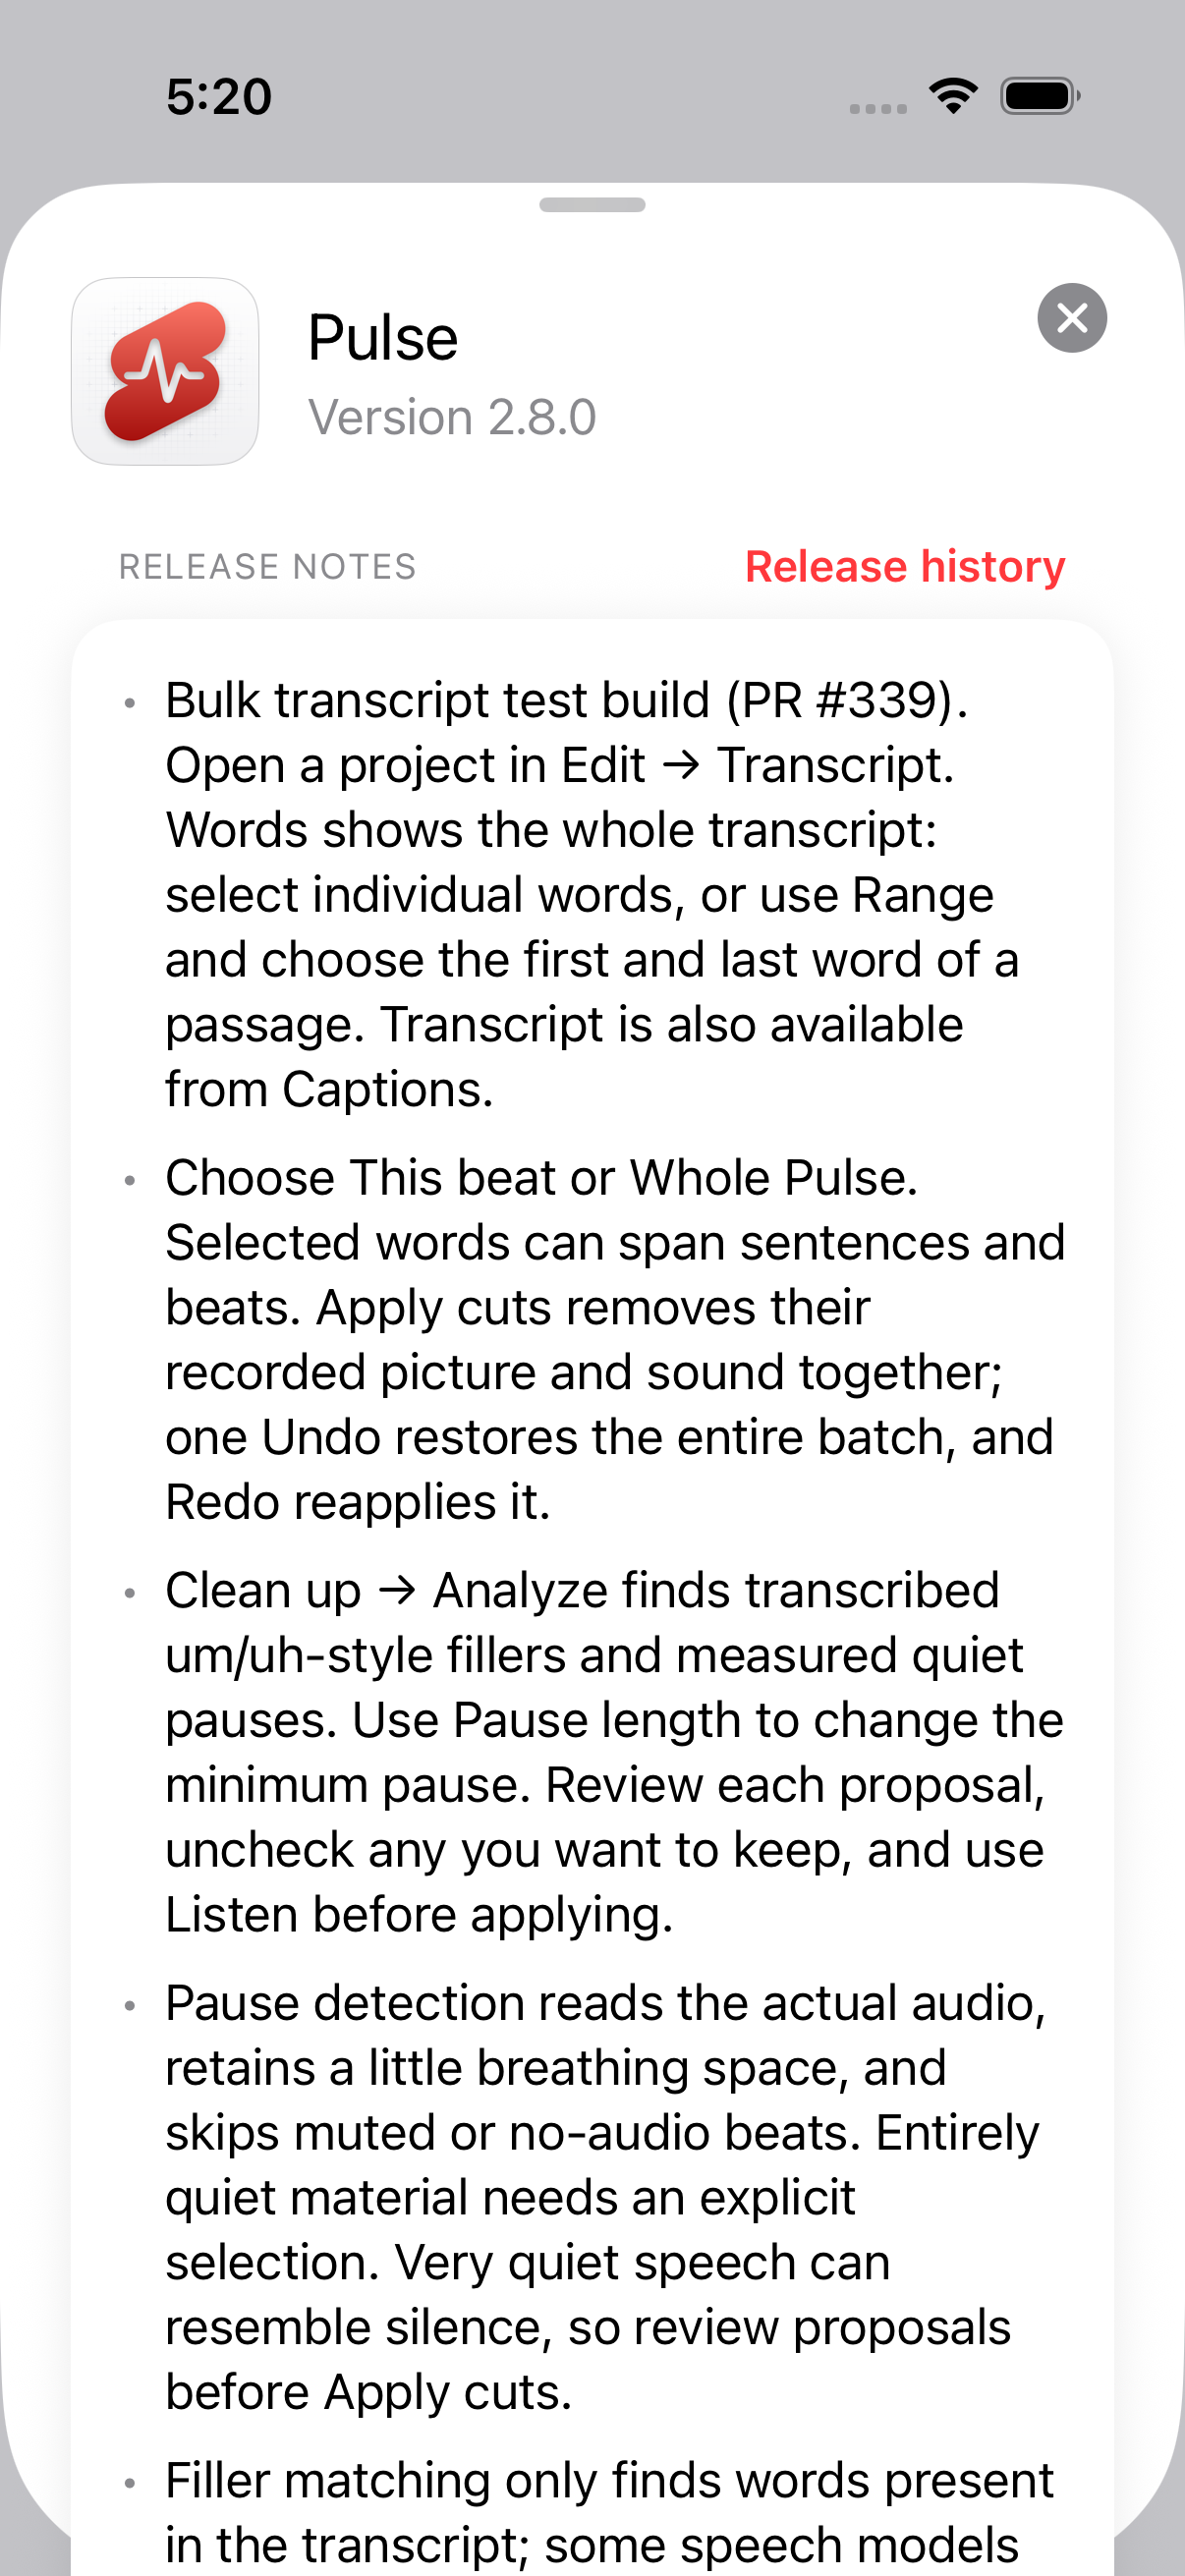 5:20
Pulse
Version 2.8.0
RELEASE NOTES
Release history
• Bulk transcript test build (PR #339).
Open a project in Edit → Transcript.
Words shows the whole transcript:
select individual words, or use Range
and choose the first and last word of a
passage. Transcript is also available
from Captions.
• Choose This beat or Whole Pulse.
Selected words can span sentences and
beats. Apply cuts removes their
recorded picture and sound together;
one Undo restores the entire batch, and
Redo reapplies it.
• Clean up → Analyze finds transcribed
um/uh-style fillers and measured quiet
pauses. Use Pause length to change the
minimum pause. Review each proposal,
uncheck any you want to keep, and use
Listen before applying.
• Pause detection reads the actual audio,
retains a little breathing space, and
skips muted or no-audio beats. Entirely
quiet material needs an explicit
selection. Very quiet speech can
resemble silence, so review proposals
before Apply cuts.
• Filler matching only finds words present
in the transcript; some speech models